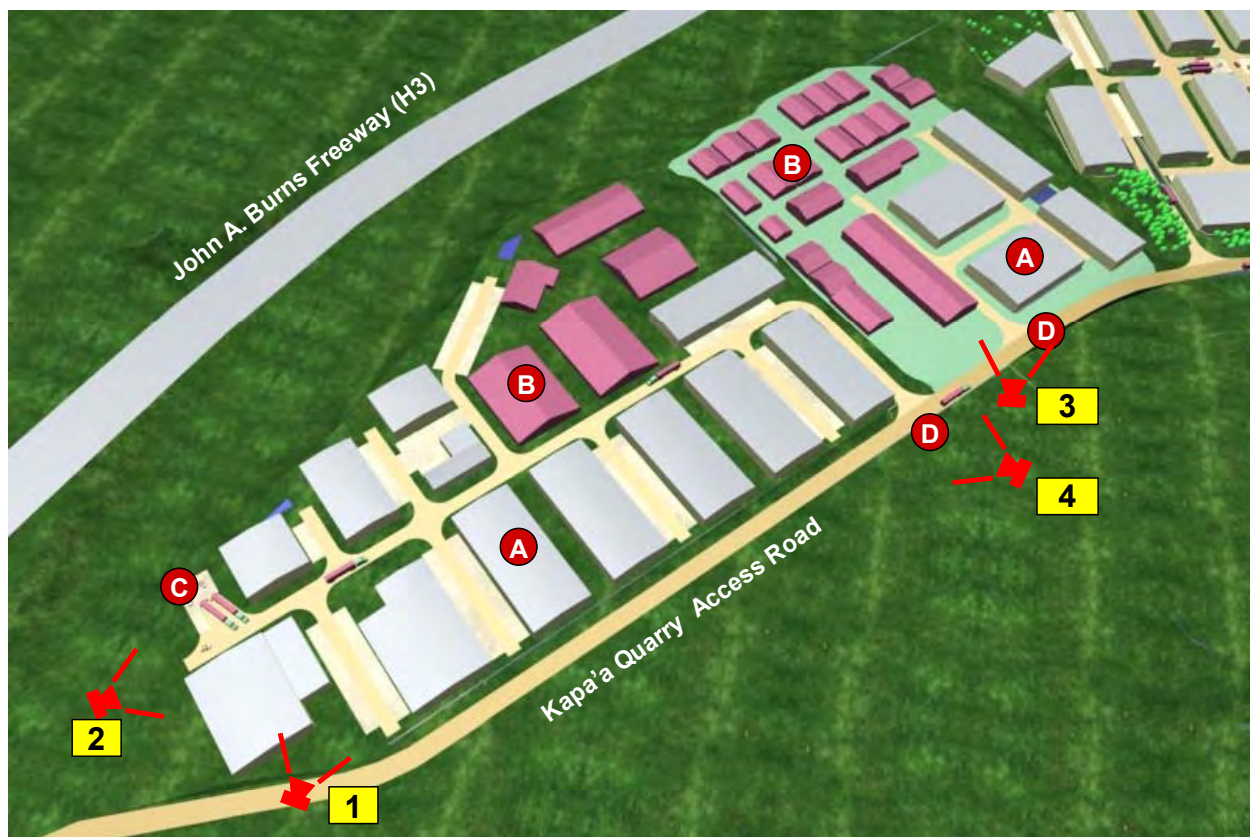 John A. Burns Freeway (H3)
B
A
D
3
B
D
4
A
Kapa’a Quarry Access Road
C
2
1